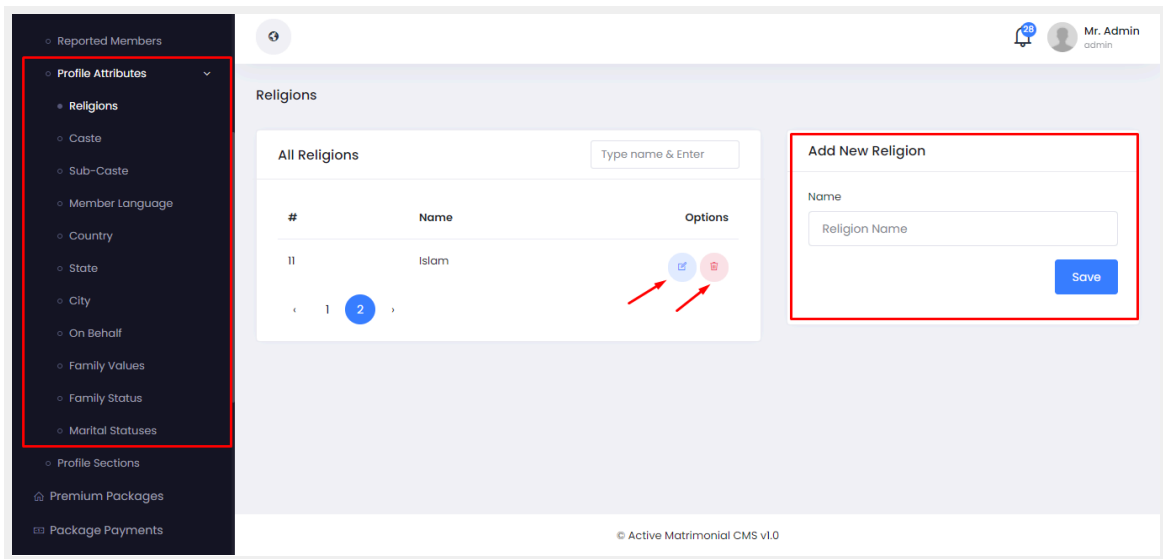 Reported Members
Profile Attributes
Religions
Caste
Sub-Caste
Member Language
Country
State
City
On Behalf
Family Values
Family Status
Marital Statuses
Profile Sections
Premium Packages
Package Payments
28
Mr. Admin
admin
Religions
All Religions
Type name & Enter
# Name Options
11 Islam
‹ 1 2 ›
Add New Religion
Name
Religion Name
Save
© Active Matrimonial CMS v1.0